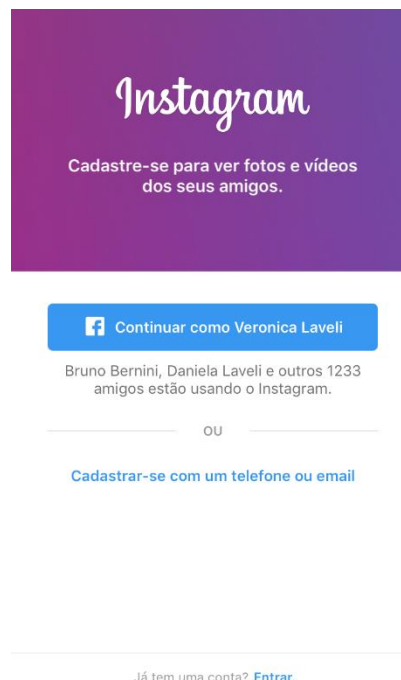 Instagram
Cadastre-se para ver fotos e vídeos
dos seus amigos.
Continuar como Veronica Laveli
Bruno Bernini, Daniela Laveli e outros 1233
amigos estão usando o Instagram.
OU
Cadastrar-se com um telefone ou email
Já tem uma conta? Entrar